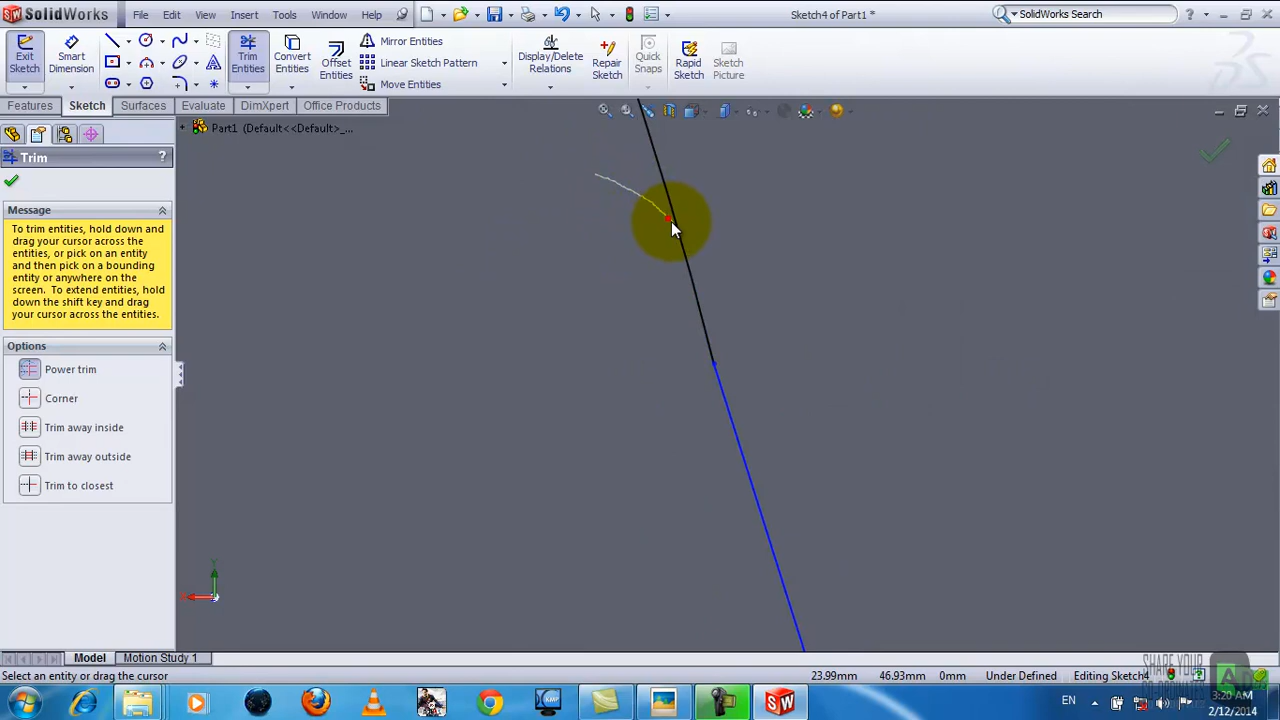 SolidWorks File Edit View Insert Tools Window Help Sketch4 of Part1 * SolidWorks Search ?
Exit Sketch Smart Dimension Trim Entities Convert Entities Offset Entities Mirror Entities Linear Sketch Pattern Move Entities Display/Delete Relations Repair Sketch Quick Snaps Rapid Sketch Sketch Picture
Features Sketch Surfaces Evaluate DimXpert Office Products
Part1 (Default<<Default>_...
Trim ?
Message
To trim entities, hold down and
drag your cursor across the
entities, or pick on an entity
and then pick on a bounding
entity or anywhere on the
screen. To extend entities, hold
down the shift key and drag
your cursor across the entities.
Options
Power trim
Corner
Trim away inside
Trim away outside
Trim to closest
Y
Model Motion Study 1
Select an entity or drag the cursor 23.99mm 46.93mm 0mm Under Defined Editing Sketch4
SHARE YOUR
EN 3:20 AM
2/12/2014